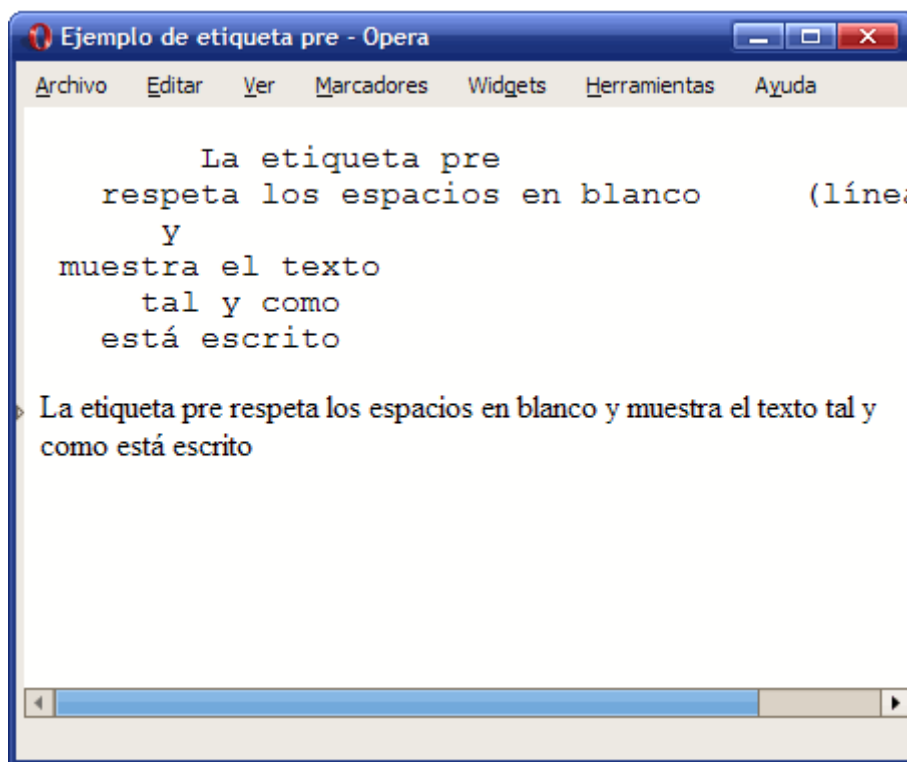 Ejemplo de etiqueta pre - Opera
Archivo Editar Ver Marcadores Widgets Herramientas Ayuda
La etiqueta pre
respeta los espacios en blanco (línea
y
muestra el texto
tal y como
está escrito
La etiqueta pre respeta los espacios en blanco y muestra el texto tal y
como está escrito